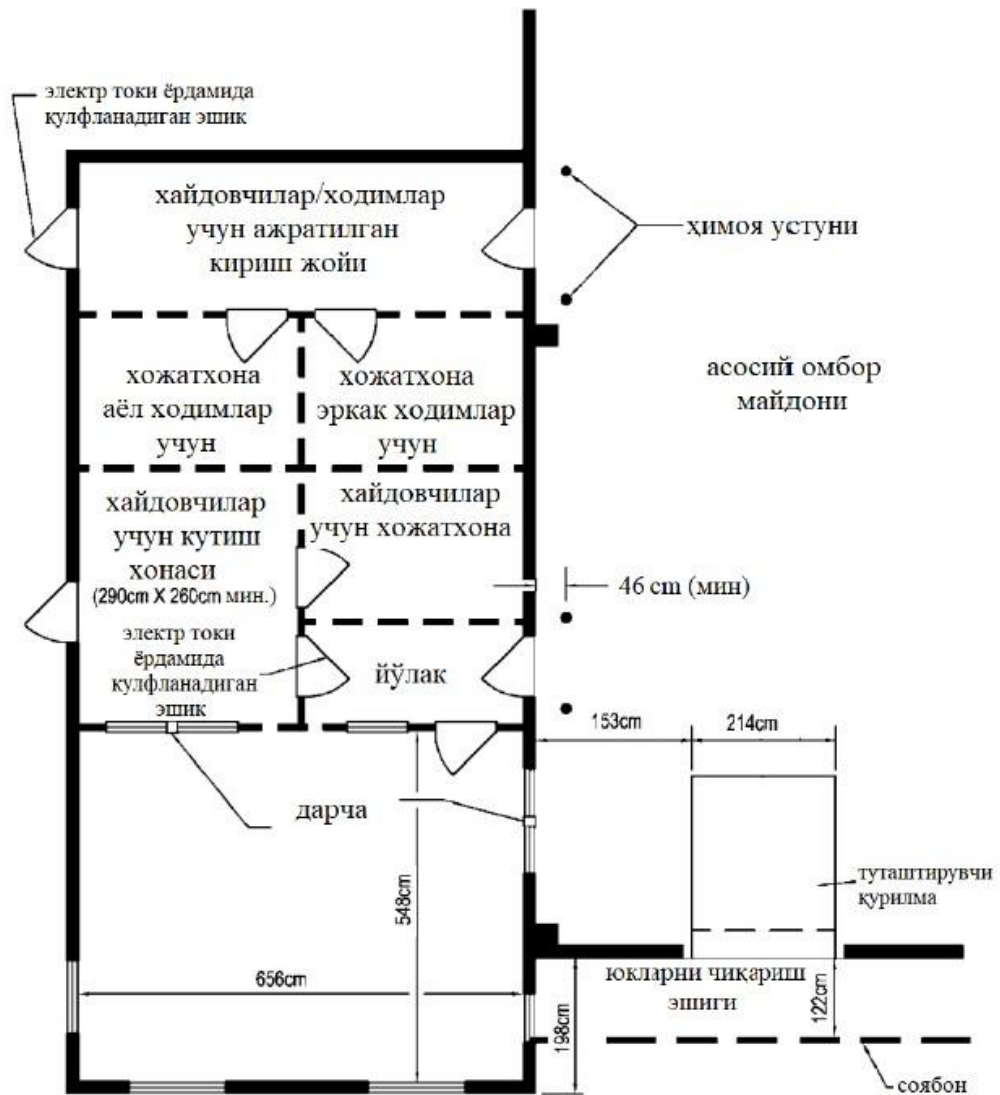 электр токи ёрдамида
қулфланадиган эшик
хайдовчилар/ходимлар
учун ажратилган
кириш жойи
ҳимоя устуни
хожатхона
аёл ходимлар
учун
хожатхона
эркак ходимлар
учун
асосий омбор
майдони
хайдовчилар
учун кутиш
хонаси
(290cm X 260cm мин.)
хайдовчилар
учун хожатхона
46 cm (мин)
электр токи
ёрдамида
қулфланадиган
эшик
йўлак
153cm
214cm
дарча
548cm
656cm
туташтирувчи
қурилма
юкларни чиқариш
эшиги
122cm
198cm
соябон